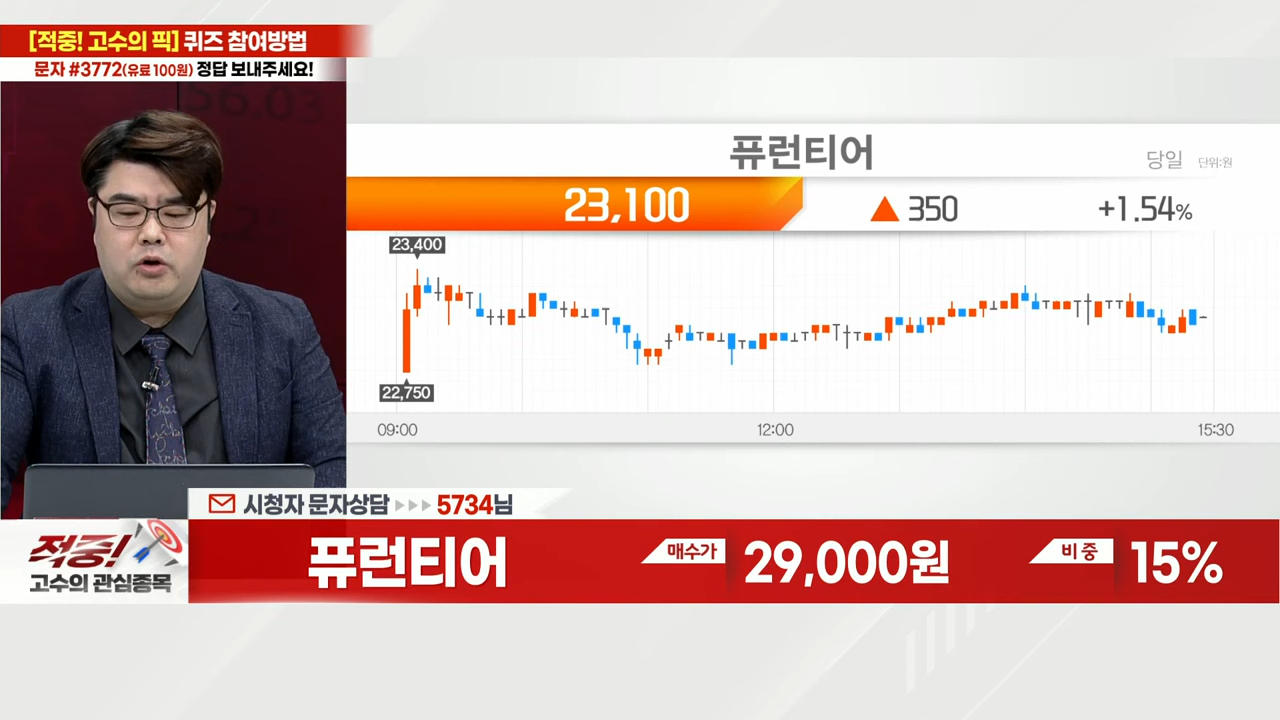 [적중! 고수의 픽] 퀴즈 참여방법
문자 #3772(유료 100원) 정답 보내주세요!
56.03
퓨런티어
당일 단위:원
23,100 ▲ 350 +1.54%
23,400
22,750
09:00 12:00 15:30
시청자 문자상담 ▶▶▶ 5734님
적중!
고수의 관심종목
퓨런티어 매수가 29,000원 비중 15%